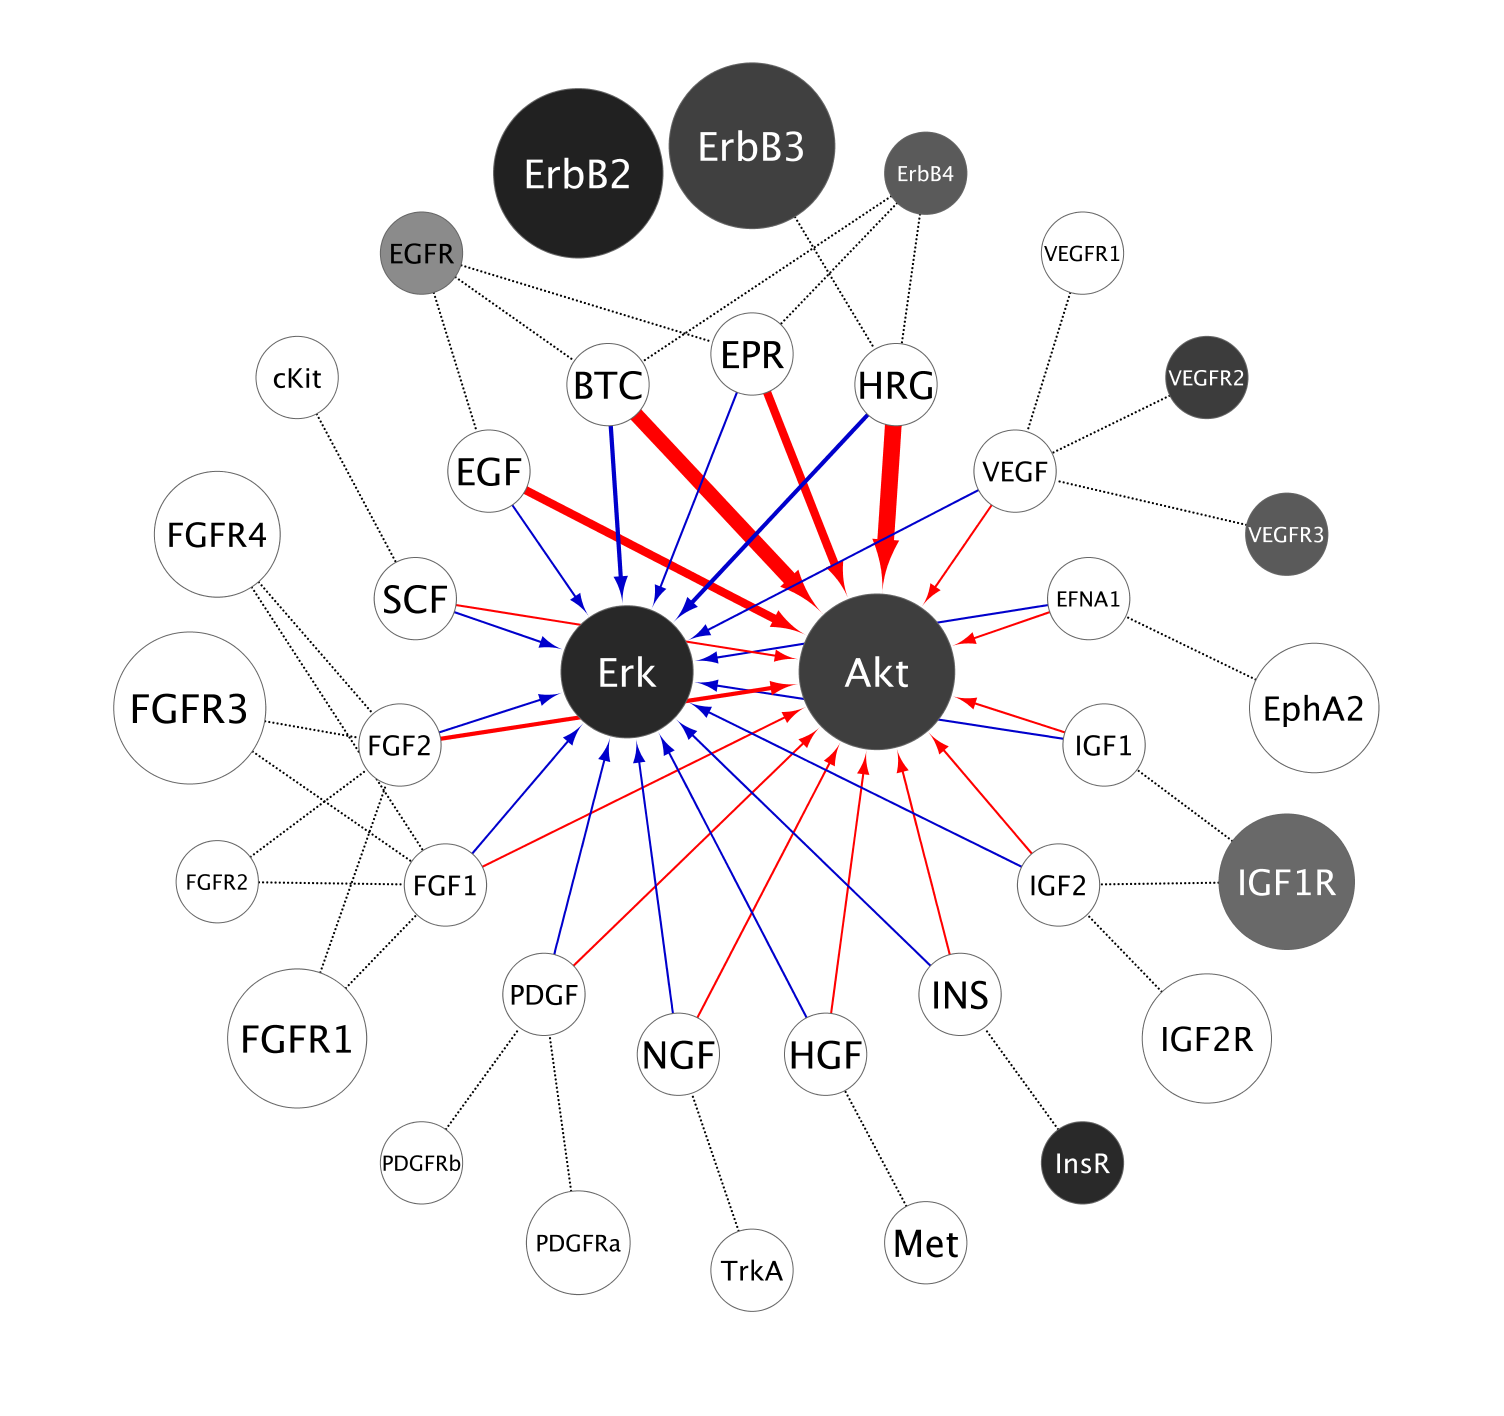 ErbB3
ErbB2
ErbB4
EGFR
VEGFR1
EPR
cKit
VEGFR2
BTC
HRG
EGF
VEGF
FGFR4
VEGFR3
SCF
EFNA1
Erk
Akt
FGFR3
EphA2
FGF2
IGF1
FGFR2
FGF1
IGF2
IGF1R
PDGF
INS
FGFR1
IGF2R
NGF
HGF
PDGFRb
InsR
PDGFRa
Met
TrkA